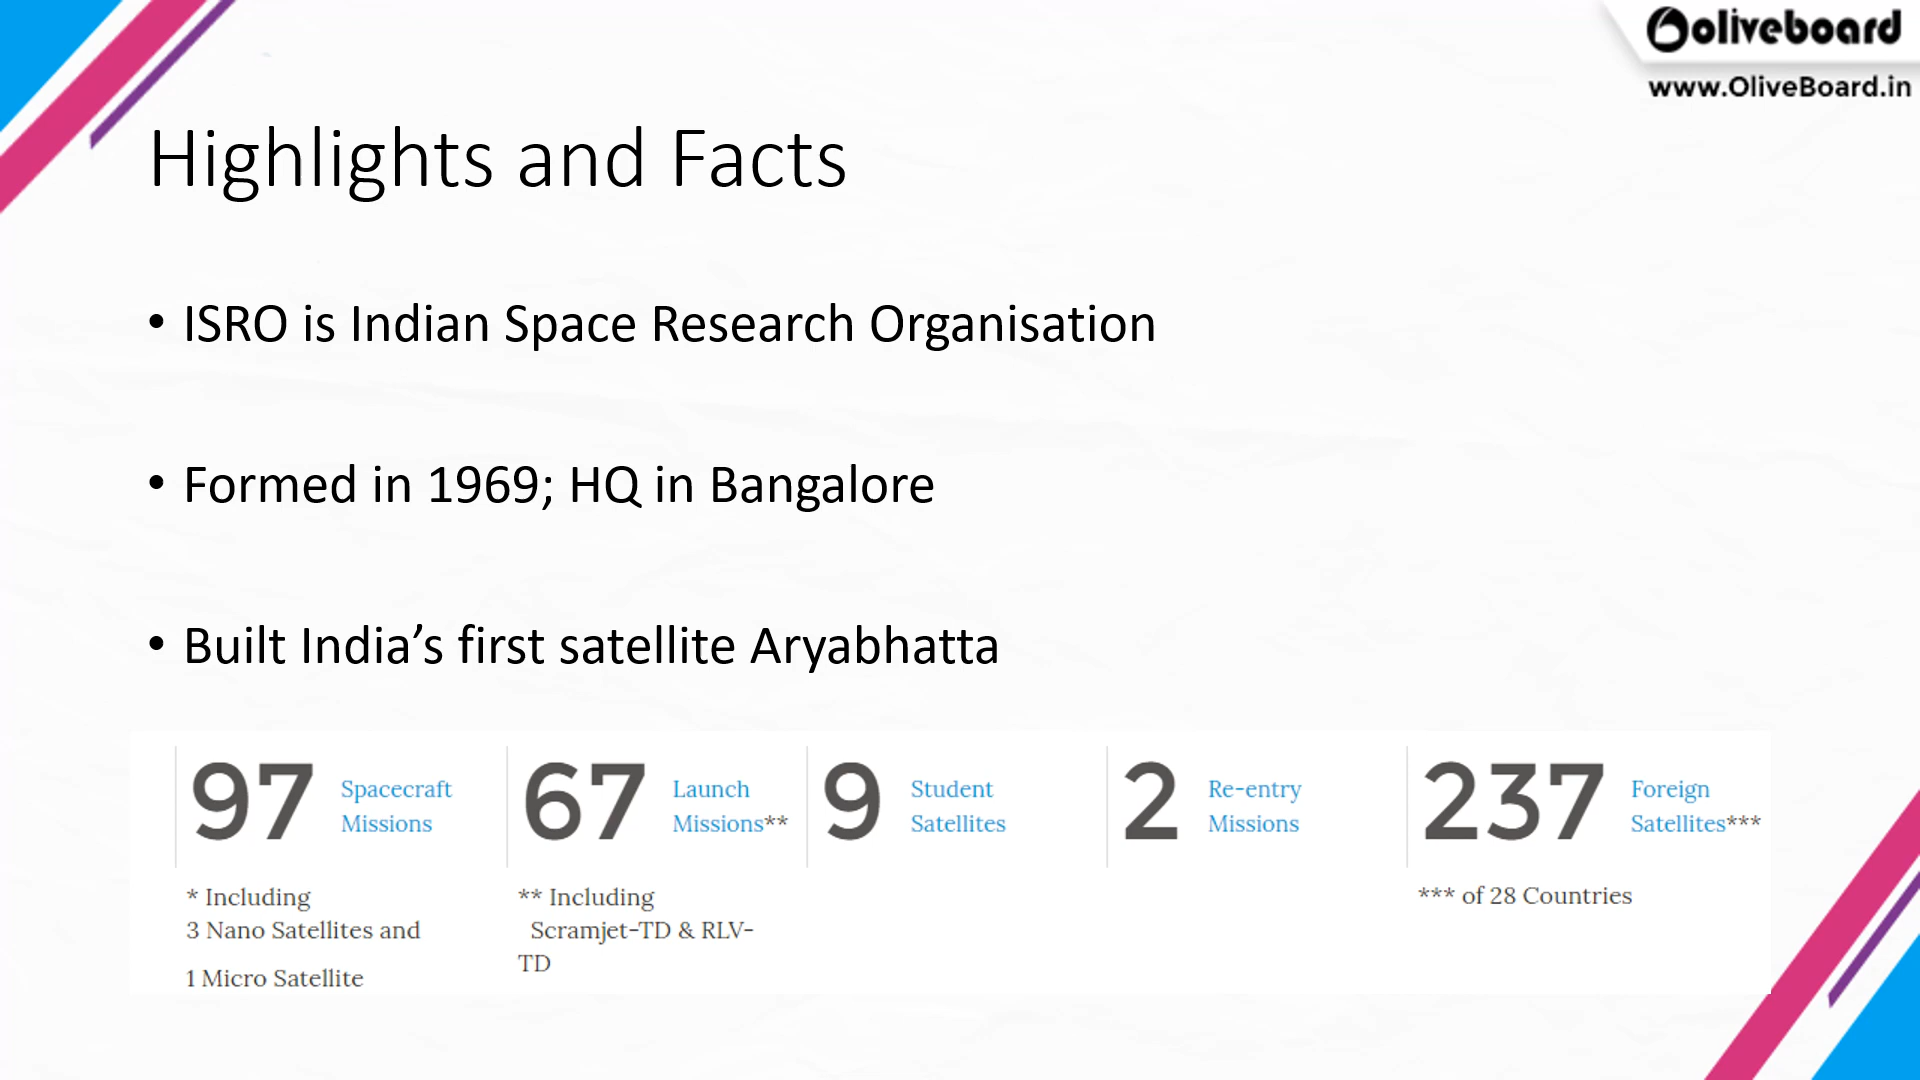 oliveboard
www.OliveBoard.in
Highlights and Facts
• ISRO is Indian Space Research Organisation
• Formed in 1969; HQ in Bangalore
• Built India’s first satellite Aryabhatta
97 Spacecraft Missions
* Including
3 Nano Satellites and
1 Micro Satellite
67 Launch Missions**
** Including
Scramjet-TD & RLV-
TD
9 Student Satellites
2 Re-entry Missions
237 Foreign Satellites***
*** of 28 Countries